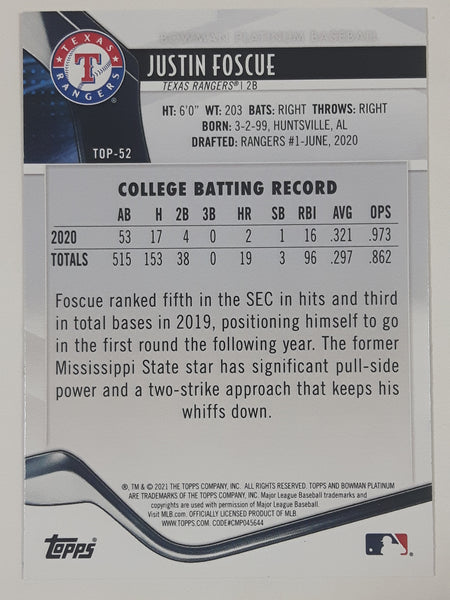 BOWMAN PLATINUM BASEBALL
TEXAS
RANGERS
JUSTIN FOSCUE
TEXAS RANGERS® | 2B
HT: 6'0" WT: 203 BATS: RIGHT THROWS: RIGHT
BORN: 3-2-99, HUNTSVILLE, AL
DRAFTED: RANGERS #1-JUNE, 2020
TOP-52
COLLEGE BATTING RECORD
AB H 2B 3B HR SB RBI AVG OPS
2020 53 17 4 0 2 1 16 .321 .973
TOTALS 515 153 38 0 19 3 96 .297 .862
Foscue ranked fifth in the SEC in hits and third
in total bases in 2019, positioning himself to go
in the first round the following year. The former
Mississippi State star has significant pull-side
power and a two-strike approach that keeps his
whiffs down.
®, TM & © 2021 THE TOPPS COMPANY, INC. ALL RIGHTS RESERVED. TOPPS AND BOWMAN PLATINUM
ARE TRADEMARKS OF THE TOPPS COMPANY, INC. Major League Baseball trademarks and
copyrights are used with permission of Major League Baseball.
Visit MLB.com. OFFICIALLY LICENSED PRODUCT OF MLB.
WWW.TOPPS.COM. CODE#CMP045644
topps